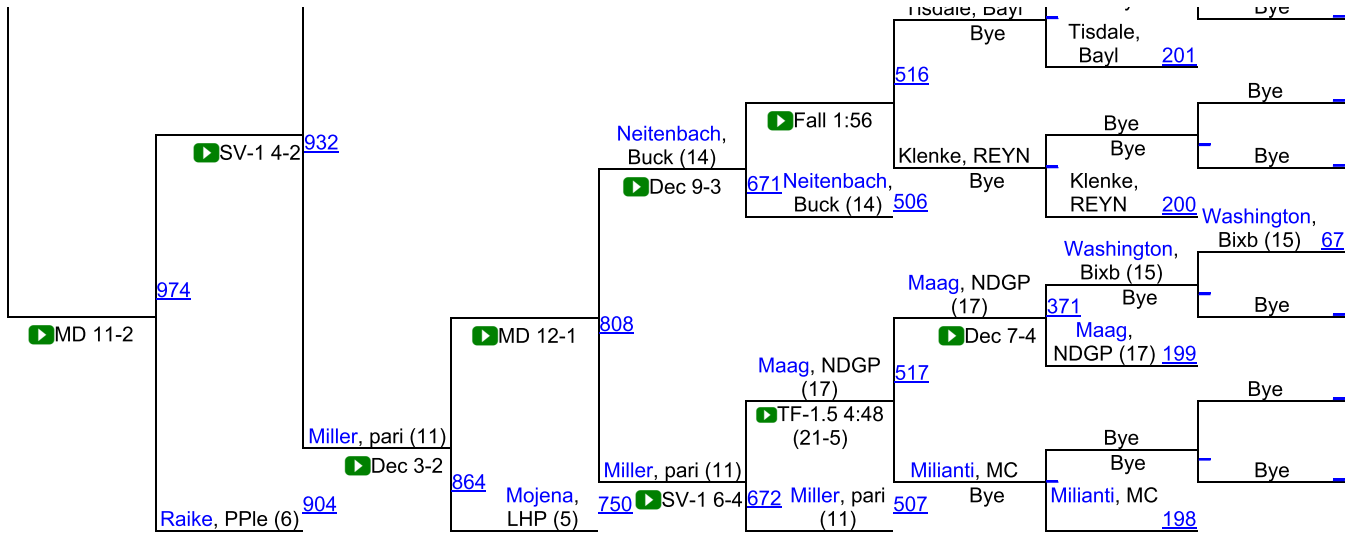 Tisdale, Bayl
Bye
Bye
Tisdale,
Bayl 201
516
Bye
Fall 1:56
Bye
Bye
Neitenbach,
Buck (14)
932
SV-1 4-2
Klenke, REYN
Bye
Bye
Dec 9-3
671
Neitenbach,
Buck (14)
506
Klenke,
REYN 200
Washington,
Bixb (15) 67
Washington,
Bixb (15)
Bye
974
Maag, NDGP
(17)
371
Bye
MD 11-2
MD 12-1
808
Dec 7-4
Maag,
NDGP (17) 199
Maag, NDGP
(17)
517
Bye
TF-1.5 4:48
(21-5)
Miller, pari (11)
Dec 3-2
Bye
Bye
Miller, pari (11)
Milianti, MC
Bye
Bye
864
Mojena,
LHP (5)
750
SV-1 6-4
672
Miller, pari
(11)
507
Milianti, MC
198
Raike, PPle (6)
904